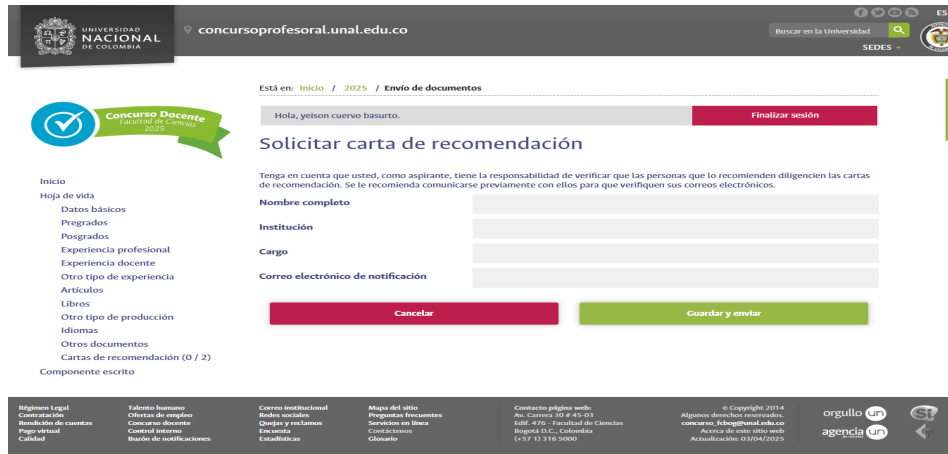 ES
UNIVERSIDAD
NACIONAL
DE COLOMBIA
concursoprofesoral.unal.edu.co
Buscar en la Universidad
SEDES
Está en: Inicio / 2025 / Envío de documentos
Concurso Docente
Facultad de Ciencias
2025
Hola, yeison cuervo basurto.
Finalizar sesión
Solicitar carta de recomendación
Tenga en cuenta que usted, como aspirante, tiene la responsabilidad de verificar que las personas que lo recomienden diligencien las cartas
de recomendación. Se le recomienda comunicarse previamente con ellos para que verifiquen sus correos electrónicos.
Nombre completo
Institución
Cargo
Correo electrónico de notificación
Cancelar
Guardar y enviar
Inicio
Hoja de vida
Datos básicos
Pregrados
Posgrados
Experiencia profesional
Experiencia docente
Otro tipo de experiencia
Artículos
Libros
Otro tipo de producción
Idiomas
Otros documentos
Cartas de recomendación (0 / 2)
Componente escrito
Régimen Legal
Contratación
Rendición de cuentas
Pago virtual
Calidad
Talento humano
Ofertas de empleo
Concurso docente
Control interno
Buzón de notificaciones
Correo institucional
Redes sociales
Quejas y reclamos
Encuesta
Estadísticas
Mapa del sitio
Preguntas frecuentes
Servicios en línea
Contáctenos
Glosario
Contacto página web:
Av. Carrera 30 # 45-03
Edif. 476 - Facultad de Ciencias
Bogotá D.C., Colombia
(+57 1) 316 5000
© Copyright 2014
Algunos derechos reservados.
concurso_fcbog@unal.edu.co
Acerca de este sitio web
Actualización: 03/04/2025
orgullo un
agencia un